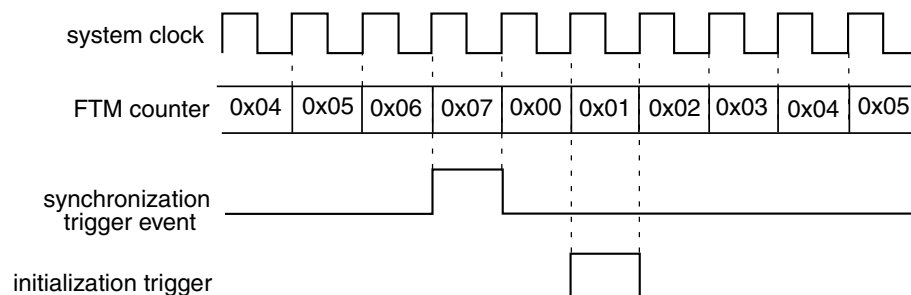 system clock
FTM counter 0x04 0x05 0x06 0x07 0x00 0x01 0x02 0x03 0x04 0x05
synchronization
trigger event
initialization trigger